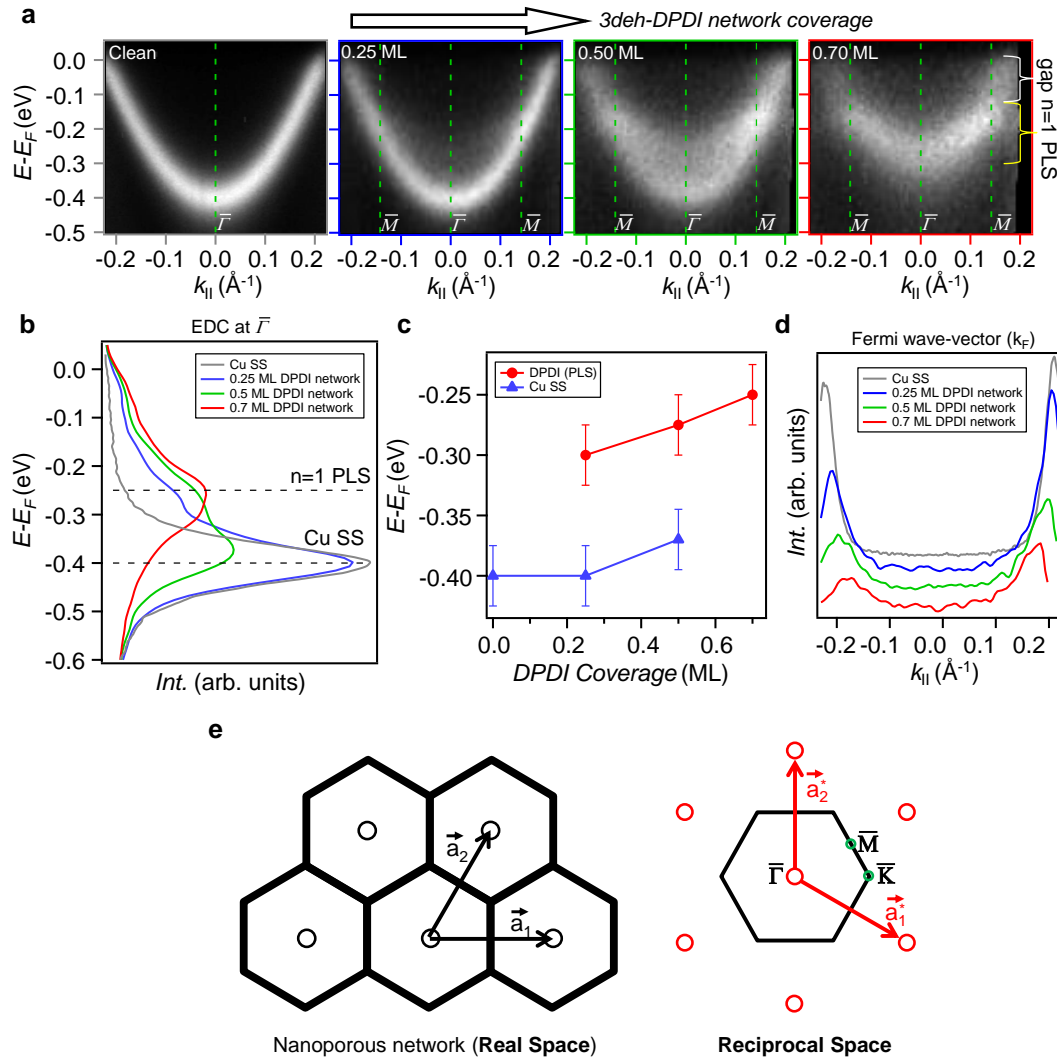 a
3deh-DPDI network coverage
Clean
0.25 ML
0.50 ML
0.70 ML
E-E_F (eV)
0.0
-0.1
-0.2
-0.3
-0.4
-0.5
Γ̅
M̅ Γ̅ M̅
M̅ Γ̅ M̅
M̅ Γ̅ M̅
gap n=1 PLS
-0.2 -0.1 0.0 0.1 0.2
-0.2 -0.1 0.0 0.1 0.2
-0.2 -0.1 0.0 0.1 0.2
-0.2 -0.1 0.0 0.1 0.2
k_II (Å⁻¹)
k_II (Å⁻¹)
k_II (Å⁻¹)
k_II (Å⁻¹)
b
EDC at Γ̅
Cu SS
0.25 ML DPDI network
0.5 ML DPDI network
0.7 ML DPDI network
E-E_F (eV)
0.0
-0.1
-0.2
-0.3
-0.4
-0.5
-0.6
n=1 PLS
Cu SS
Int. (arb. units)
c
DPDI (PLS)
Cu SS
E-E_F (eV)
-0.25
-0.30
-0.35
-0.40
0.0 0.2 0.4 0.6
DPDI Coverage (ML)
d
Fermi wave-vector (k_F)
Cu SS
0.25 ML DPDI network
0.5 ML DPDI network
0.7 ML DPDI network
Int. (arb. units)
-0.2 -0.1 0.0 0.1 0.2
k_II (Å⁻¹)
e
a⃗₂
a⃗₁
Nanoporous network (Real Space)
a⃗₂*
M̅
Γ̅
K̅
a⃗₁*
Reciprocal Space